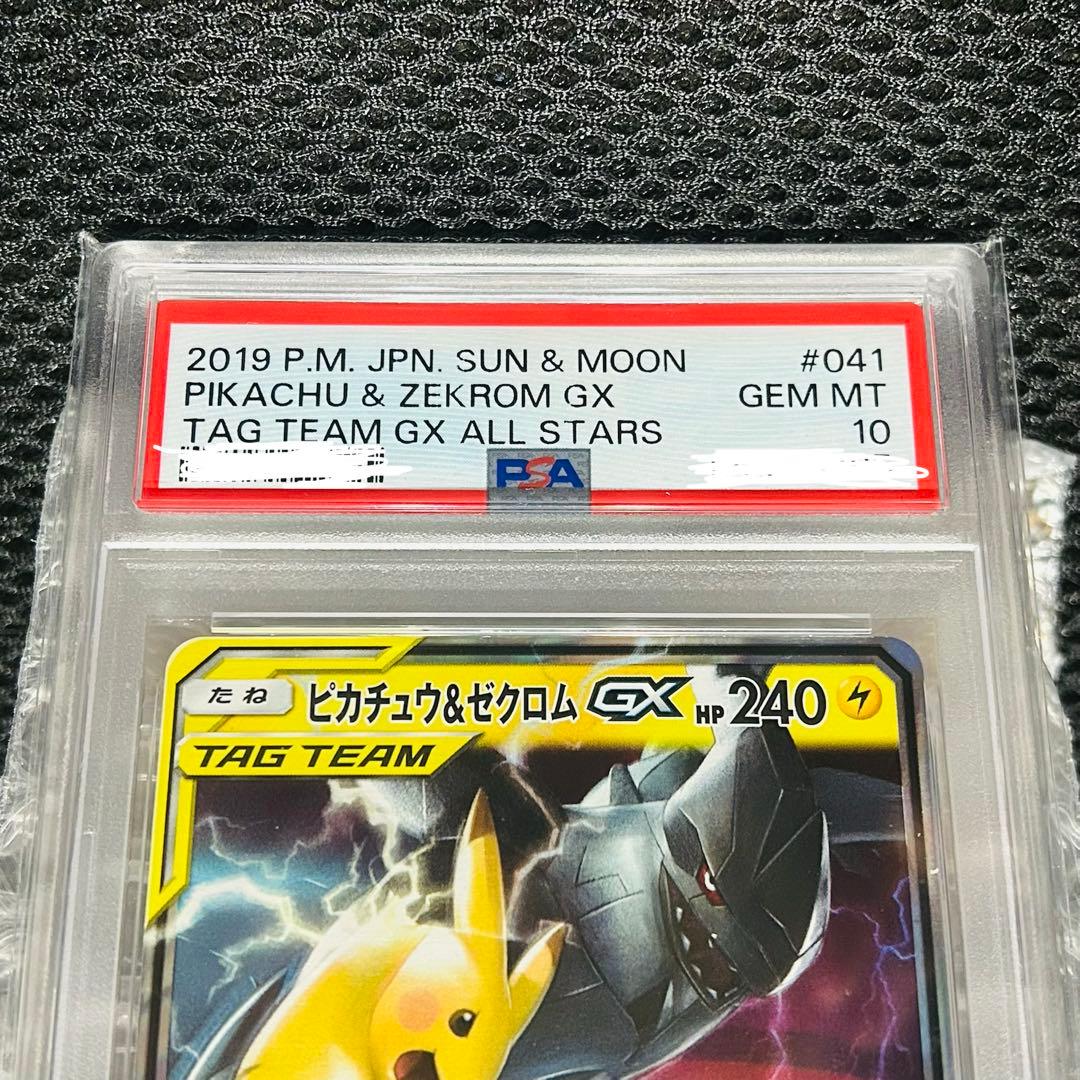 2019 P.M. JPN. SUN & MOON #041
PIKACHU & ZEKROM GX GEM MT
TAG TEAM GX ALL STARS 10
PSA
たね ピカチュウ&ゼクロム GX HP 240
TAG TEAM